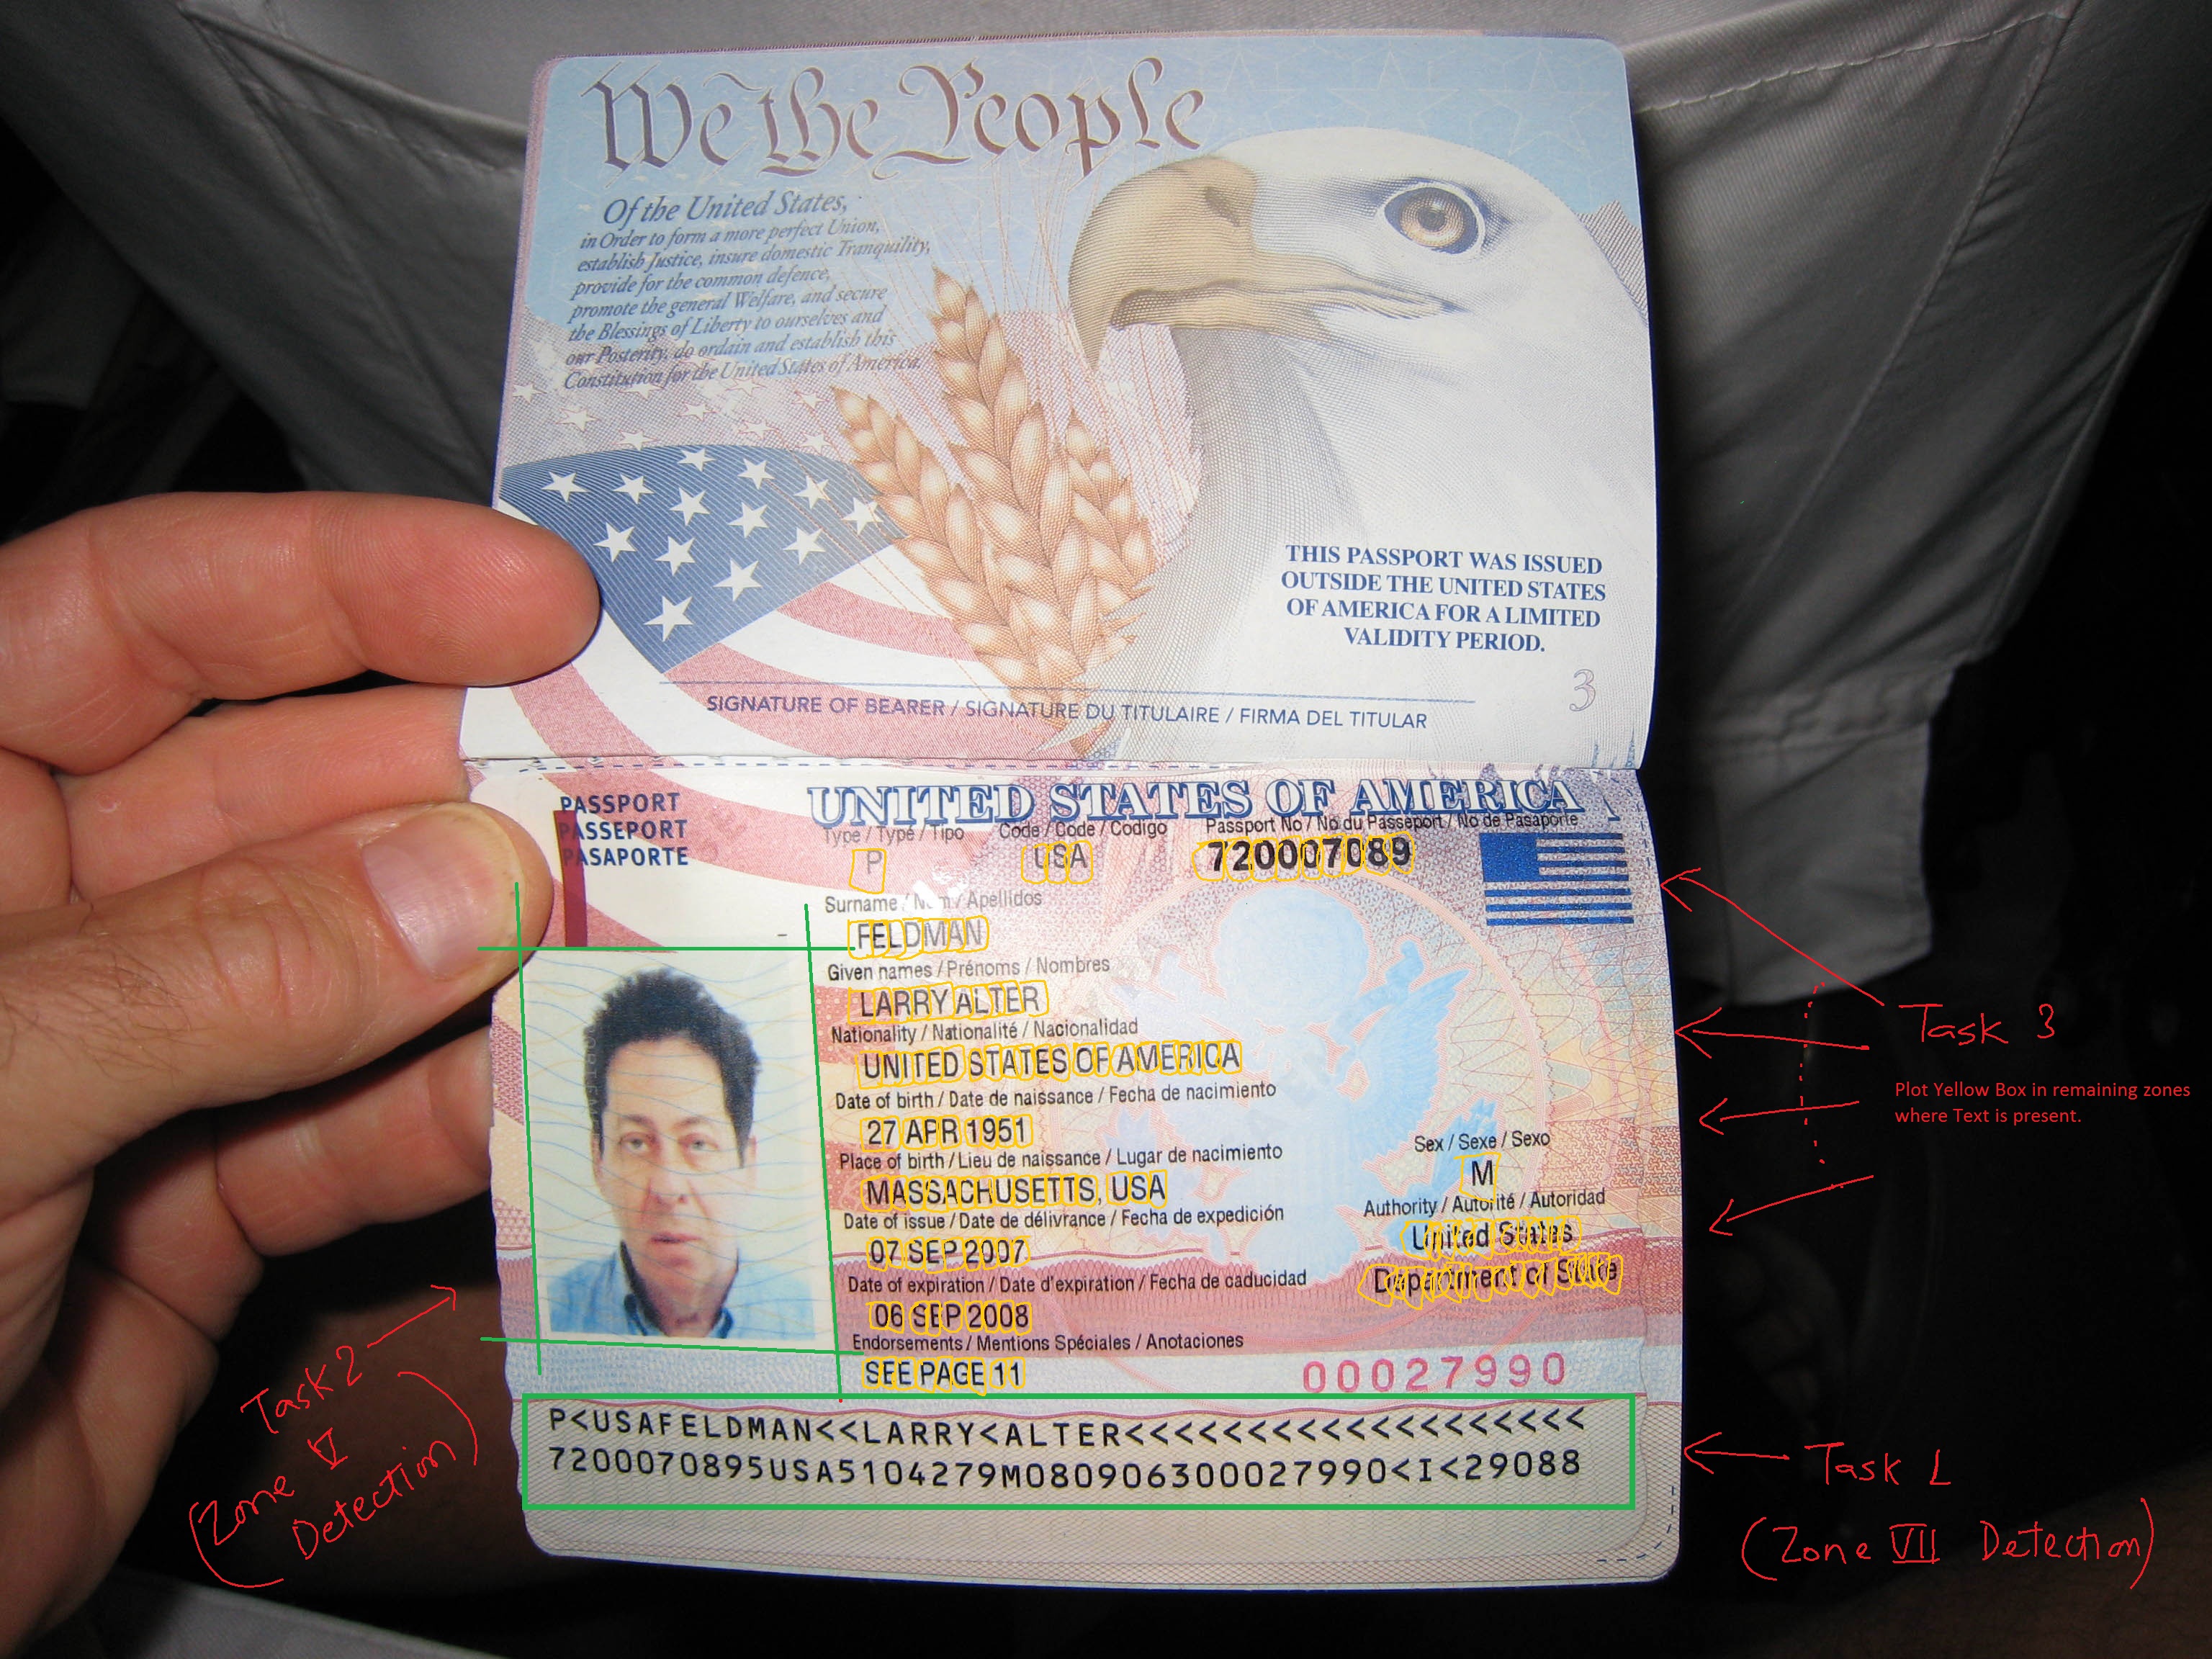 We the People
Of the United States,
in Order to form a more perfect Union,
establish Justice, insure domestic Tranquility,
provide for the common defence,
promote the general Welfare, and secure
the Blessings of Liberty to ourselves and
our Posterity, do ordain and establish this
Constitution for the United States of America.
THIS PASSPORT WAS ISSUED
OUTSIDE THE UNITED STATES
OF AMERICA FOR A LIMITED
VALIDITY PERIOD.
3
SIGNATURE OF BEARER / SIGNATURE DU TITULAIRE / FIRMA DEL TITULAR
PASSPORT
PASSEPORT
PASAPORTE
UNITED STATES OF AMERICA
Type / Type / Tipo Code / Code / Codigo Passport No / No du Passeport / No de Pasaporte
P USA 720007089
Surname / Nom / Apellidos
FELDMAN
Given names / Prénoms / Nombres
LARRY ALTER
Nationality / Nationalité / Nacionalidad
UNITED STATES OF AMERICA
Date of birth / Date de naissance / Fecha de nacimiento
27 APR 1951
Place of birth / Lieu de naissance / Lugar de nacimiento
MASSACHUSETTS, USA
Sex / Sexe / Sexo
M
Date of issue / Date de délivrance / Fecha de expedición
07 SEP 2007
Authority / Autorité / Autoridad
United States
Department of State
Date of expiration / Date d'expiration / Fecha de caducidad
06 SEP 2008
Endorsements / Mentions Spéciales / Anotaciones
SEE PAGE 11
00027990
P<USAFELDMAN<<LARRY<ALTER<<<<<<<<<<<<<<<<<<<
7200070895USA5104279M080906300027990<I<29088
Task 3
Plot Yellow Box in remaining zones
where Text is present.
Task 2
(Zone V
Detection)
Task 1
(Zone VII Detection)